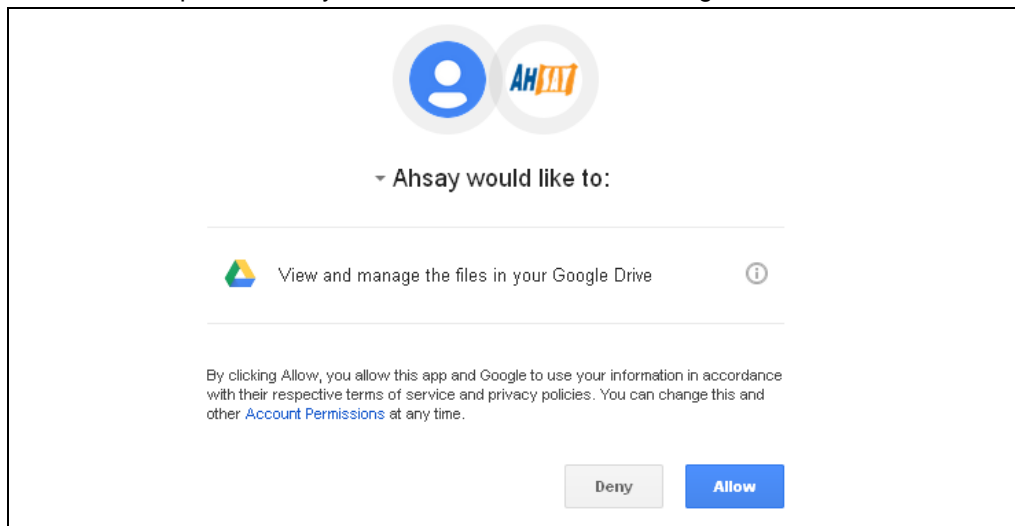 AHSAY
Ahsay would like to:
View and manage the files in your Google Drive
By clicking Allow, you allow this app and Google to use your information in accordance
with their respective terms of service and privacy policies. You can change this and
other Account Permissions at any time.
Deny Allow